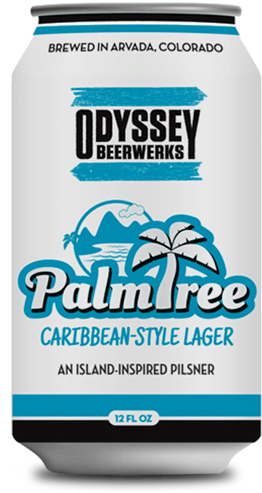 BREWED IN ARVADA, COLORADO
ODYSSEY
BEERWERKS
PalmTree
CARIBBEAN-STYLE LAGER
AN ISLAND-INSPIRED PILSNER
12 FL OZ